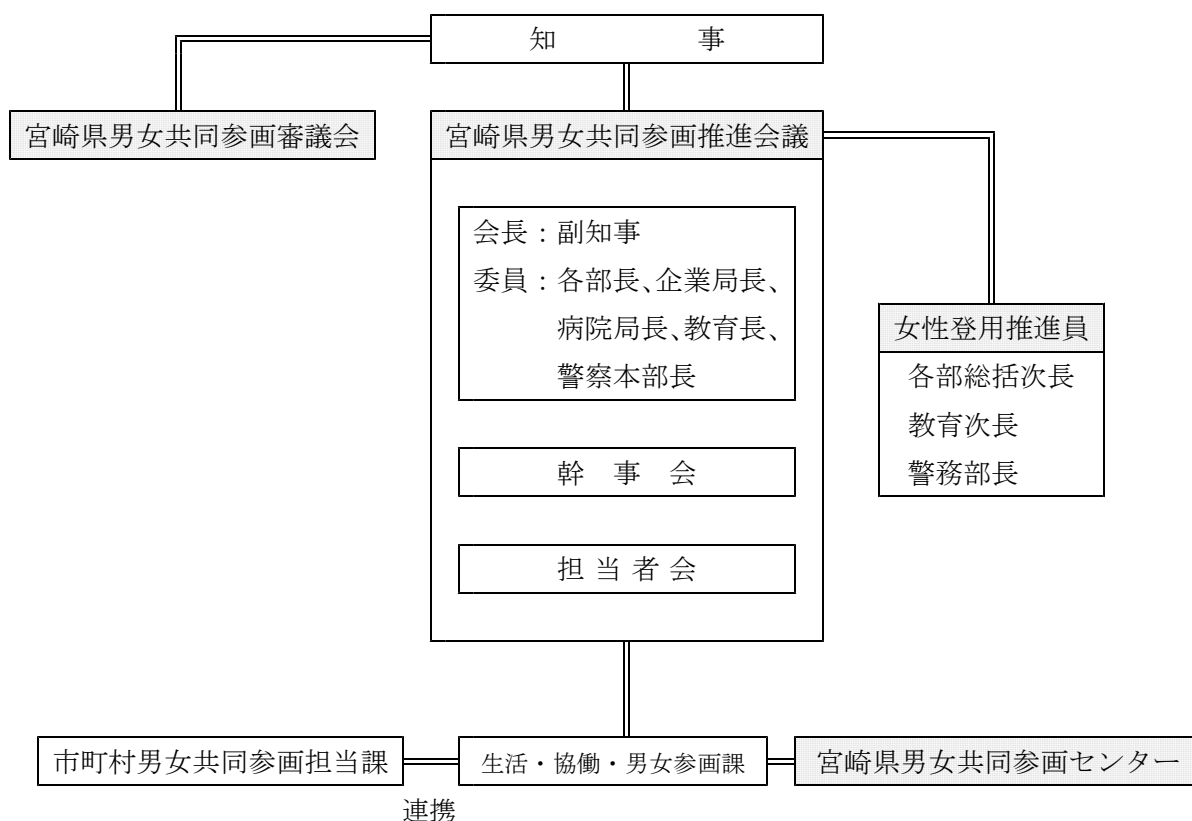 知　事
宮崎県男女共同参画審議会
宮崎県男女共同参画推進会議
会長：副知事
委員：各部長、企業局長、
病院局長、教育長、
警察本部長
幹　事　会
担 当 者 会
女性登用推進員
各部総括次長
教育次長
警務部長
市町村男女共同参画担当課
生活・協働・男女参画課
宮崎県男女共同参画センター
連携